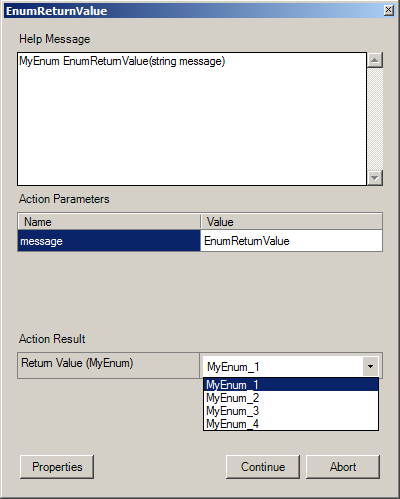 EnumReturnValue
Help Message
MyEnum EnumReturnValue(string message)
Action Parameters
Name Value
message EnumReturnValue
Action Result
Return Value (MyEnum) MyEnum_1
MyEnum_1
MyEnum_2
MyEnum_3
MyEnum_4
Properties Continue Abort